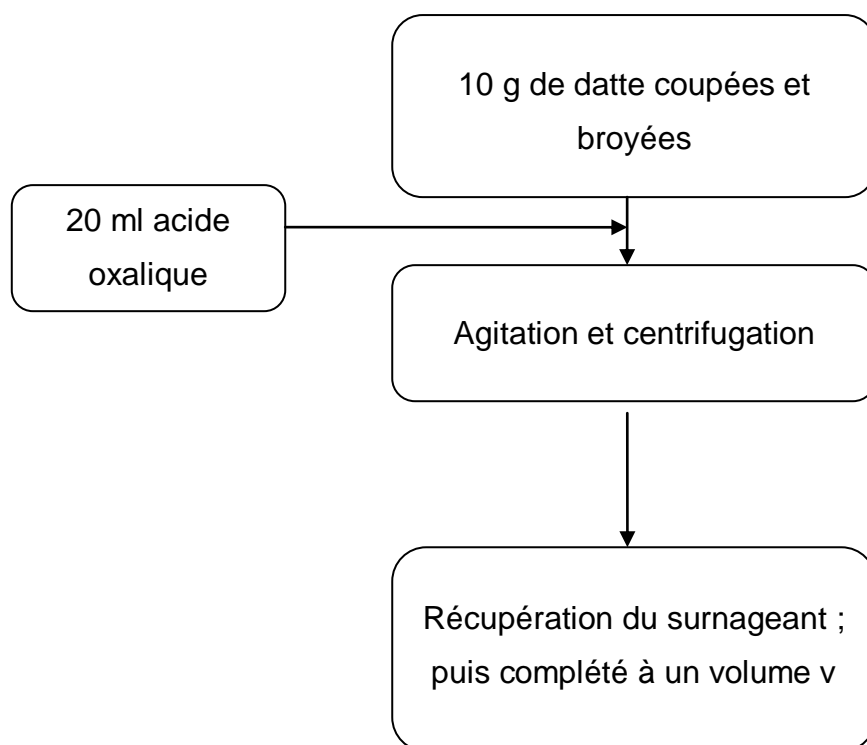 10 g de datte coupées et
broyées
20 ml acide
oxalique
Agitation et centrifugation
Récupération du surnageant ;
puis complété à un volume v